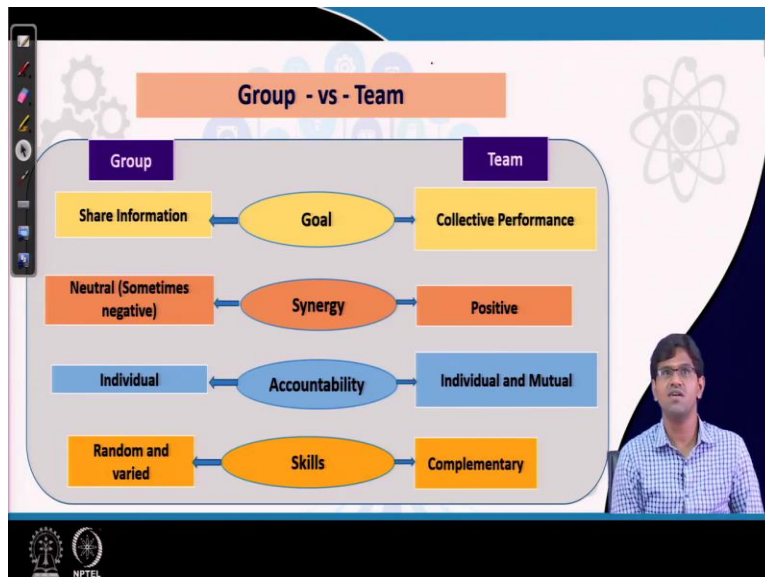 Group - vs - Team
Group
Team
Share Information
Goal
Collective Performance
Neutral (Sometimes
negative)
Synergy
Positive
Individual
Accountability
Individual and Mutual
Random and
varied
Skills
Complementary
NPTEL